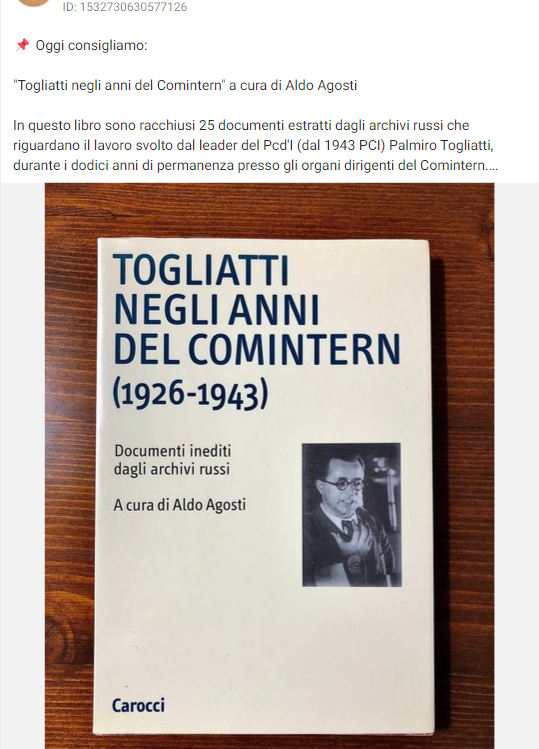 ID: 1532730630577126
📌 Oggi consigliamo:
"Togliatti negli anni del Comintern" a cura di Aldo Agosti
In questo libro sono racchiusi 25 documenti estratti dagli archivi russi che
riguardano il lavoro svolto dal leader del Pcd'I (dal 1943 PCI) Palmiro Togliatti,
durante i dodici anni di permanenza presso gli organi dirigenti del Comintern....
TOGLIATTI
NEGLI ANNI
DEL COMINTERN
(1926-1943)
Documenti inediti
dagli archivi russi
A cura di Aldo Agosti
Carocci